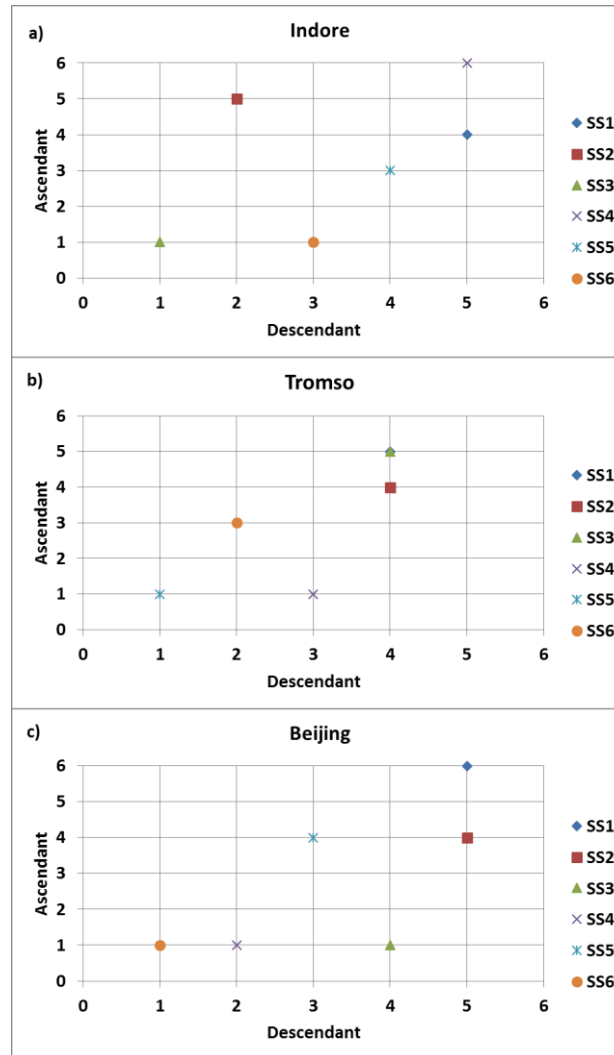 a)
Indore
6
5
4
3
2
1
0
Ascendant
0 1 2 3 4 5 6
Descendant
SS1
SS2
SS3
SS4
SS5
SS6
b)
Tromso
6
5
4
3
2
1
0
Ascendant
0 1 2 3 4 5 6
Descendant
SS1
SS2
SS3
SS4
SS5
SS6
c)
Beijing
6
5
4
3
2
1
0
Ascendant
0 1 2 3 4 5 6
Descendant
SS1
SS2
SS3
SS4
SS5
SS6